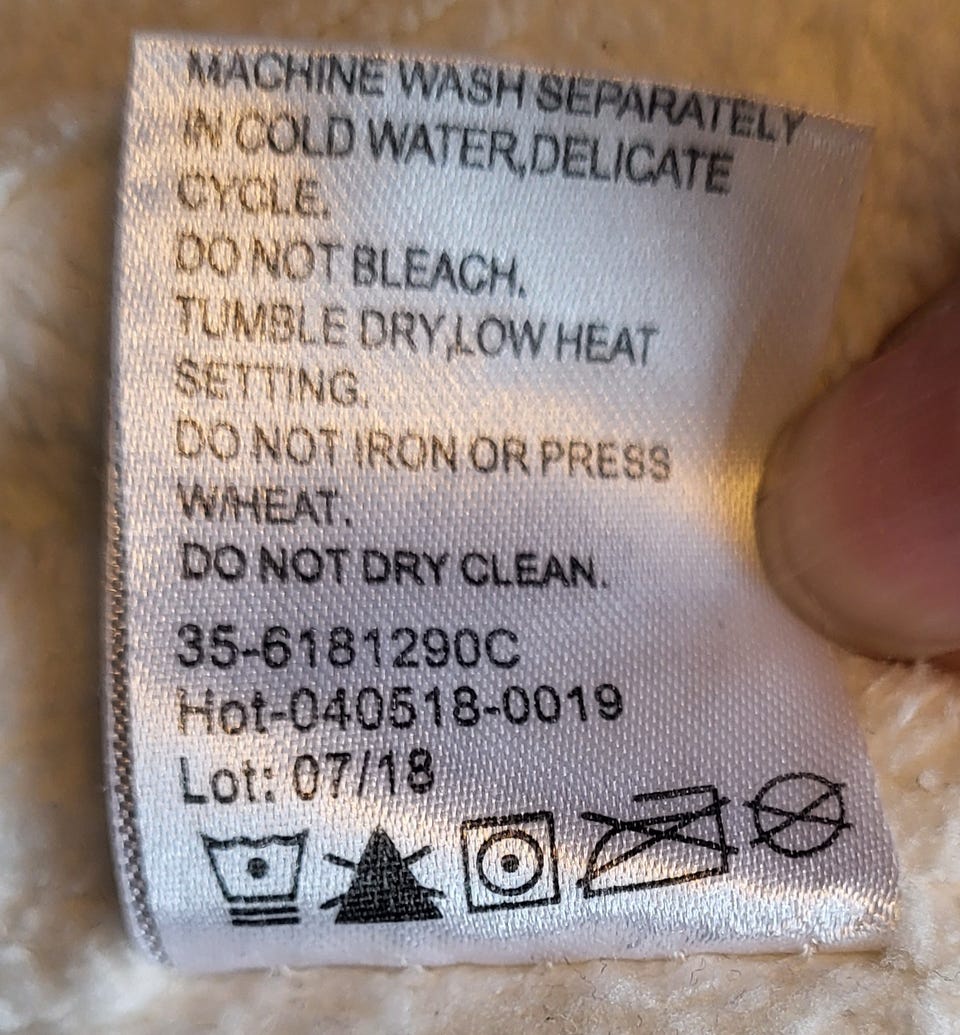 MACHINE WASH SEPARATELY
IN COLD WATER,DELICATE
CYCLE.
DO NOT BLEACH.
TUMBLE DRY,LOW HEAT
SETTING.
DO NOT IRON OR PRESS
W/HEAT.
DO NOT DRY CLEAN.
35-6181290C
Hot-040518-0019
Lot: 07/18